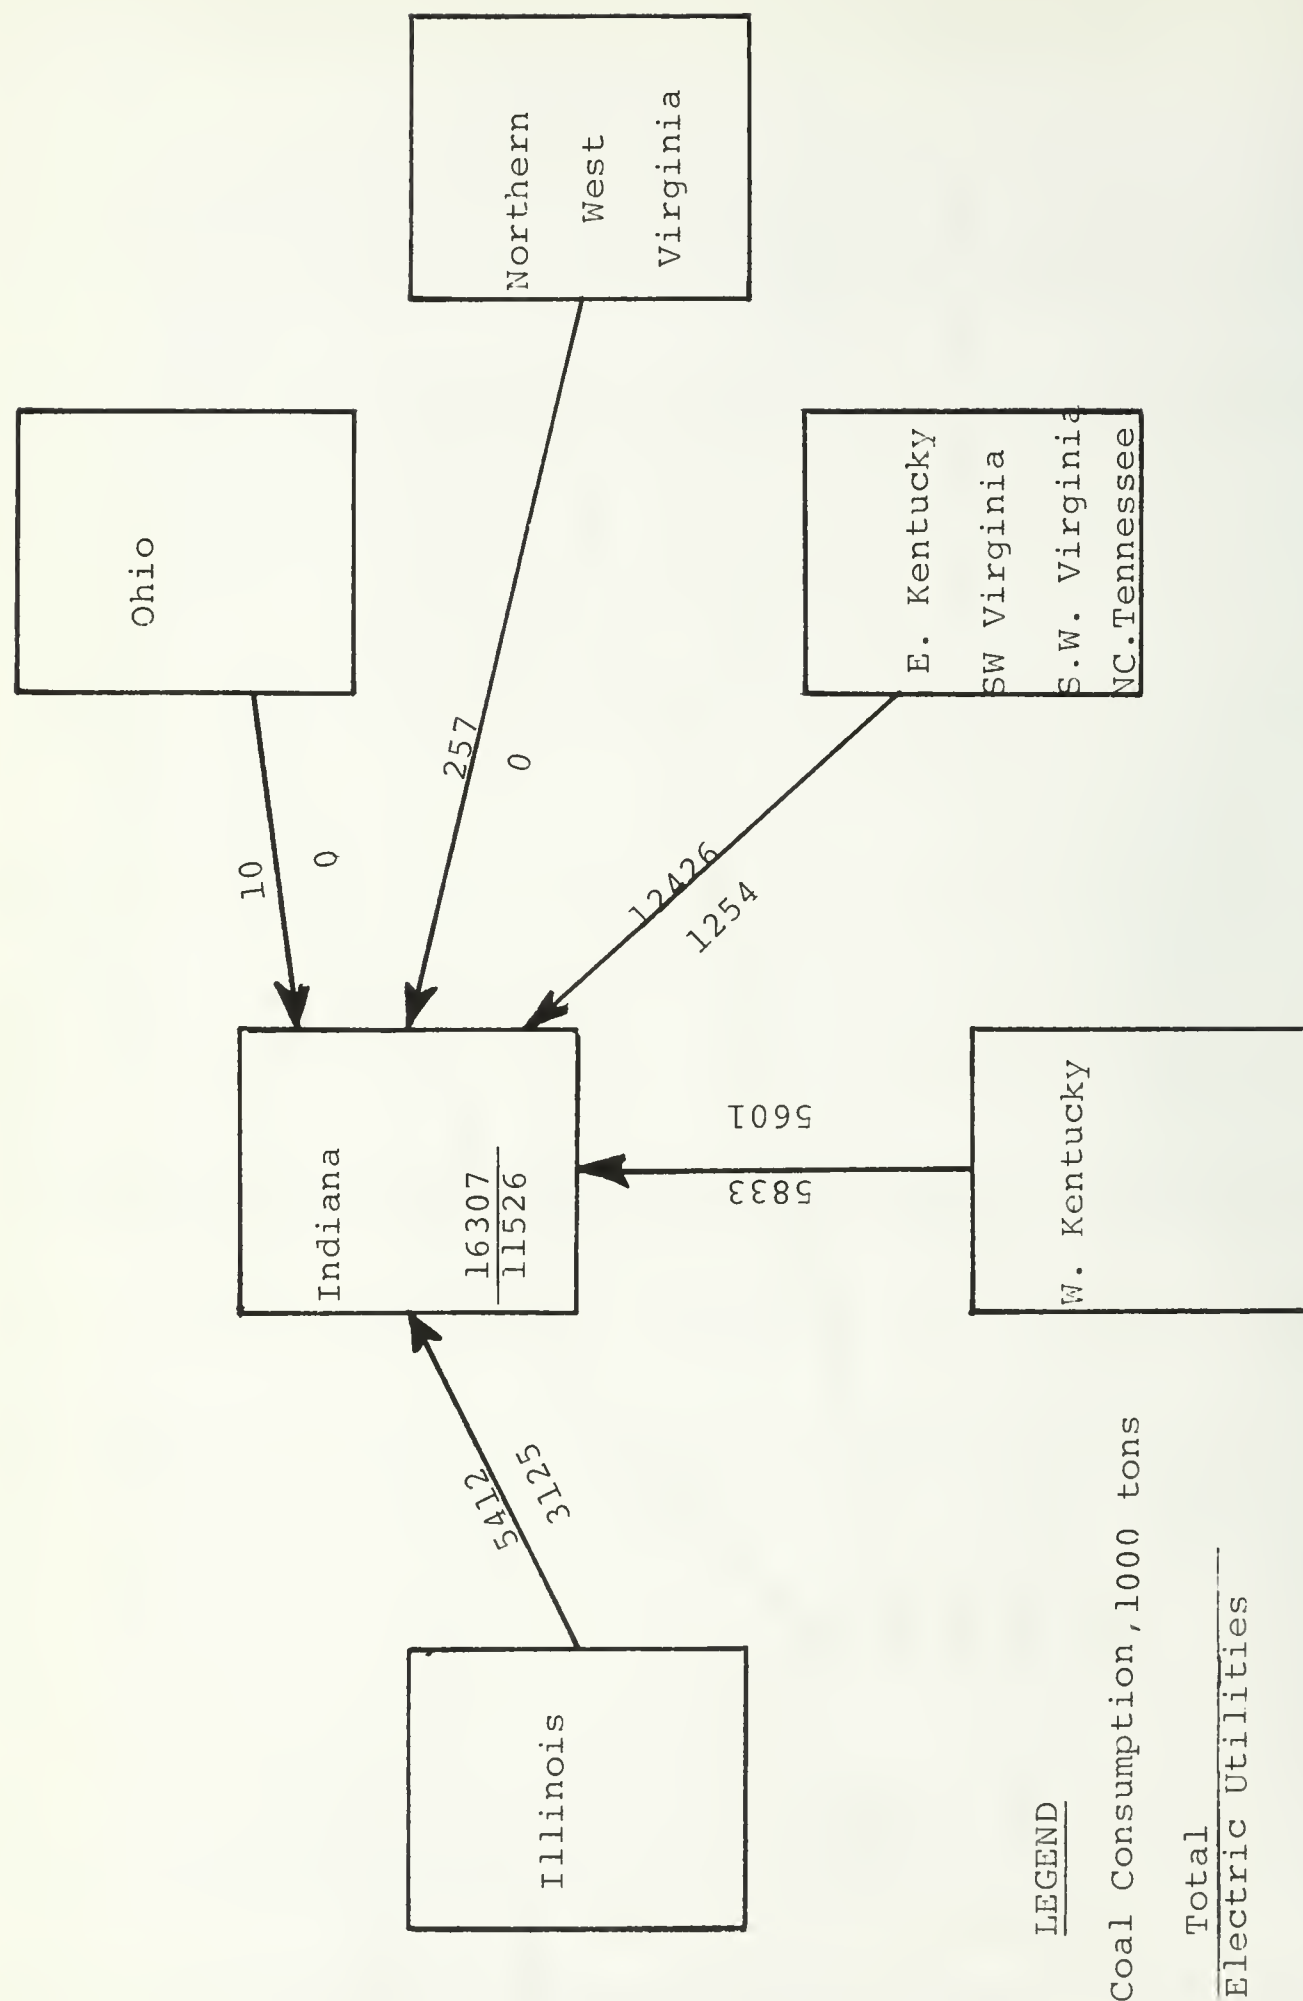 Ohio
10
0
Indiana
16307
11526
257
0
Northern
West
Virginia
5412
3125
Illinois
12426
1254
5833
5601
E. Kentucky
SW Virginia
S.W. Virginia
NC.Tennessee
W. Kentucky
LEGEND
Coal Consumption,1000 tons
Total
Electric Utilities